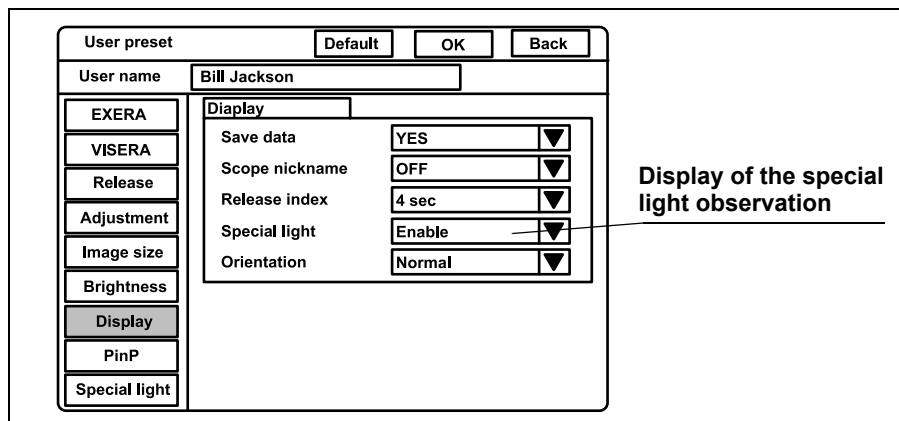 User preset Default OK Back
User name Bill Jackson
EXERA
VISERA
Release
Adjustment
Image size
Brightness
Display
PinP
Special light
Diaplay
Save data YES
Scope nickname OFF
Release index 4 sec
Special light Enable
Orientation Normal
Display of the special
light observation